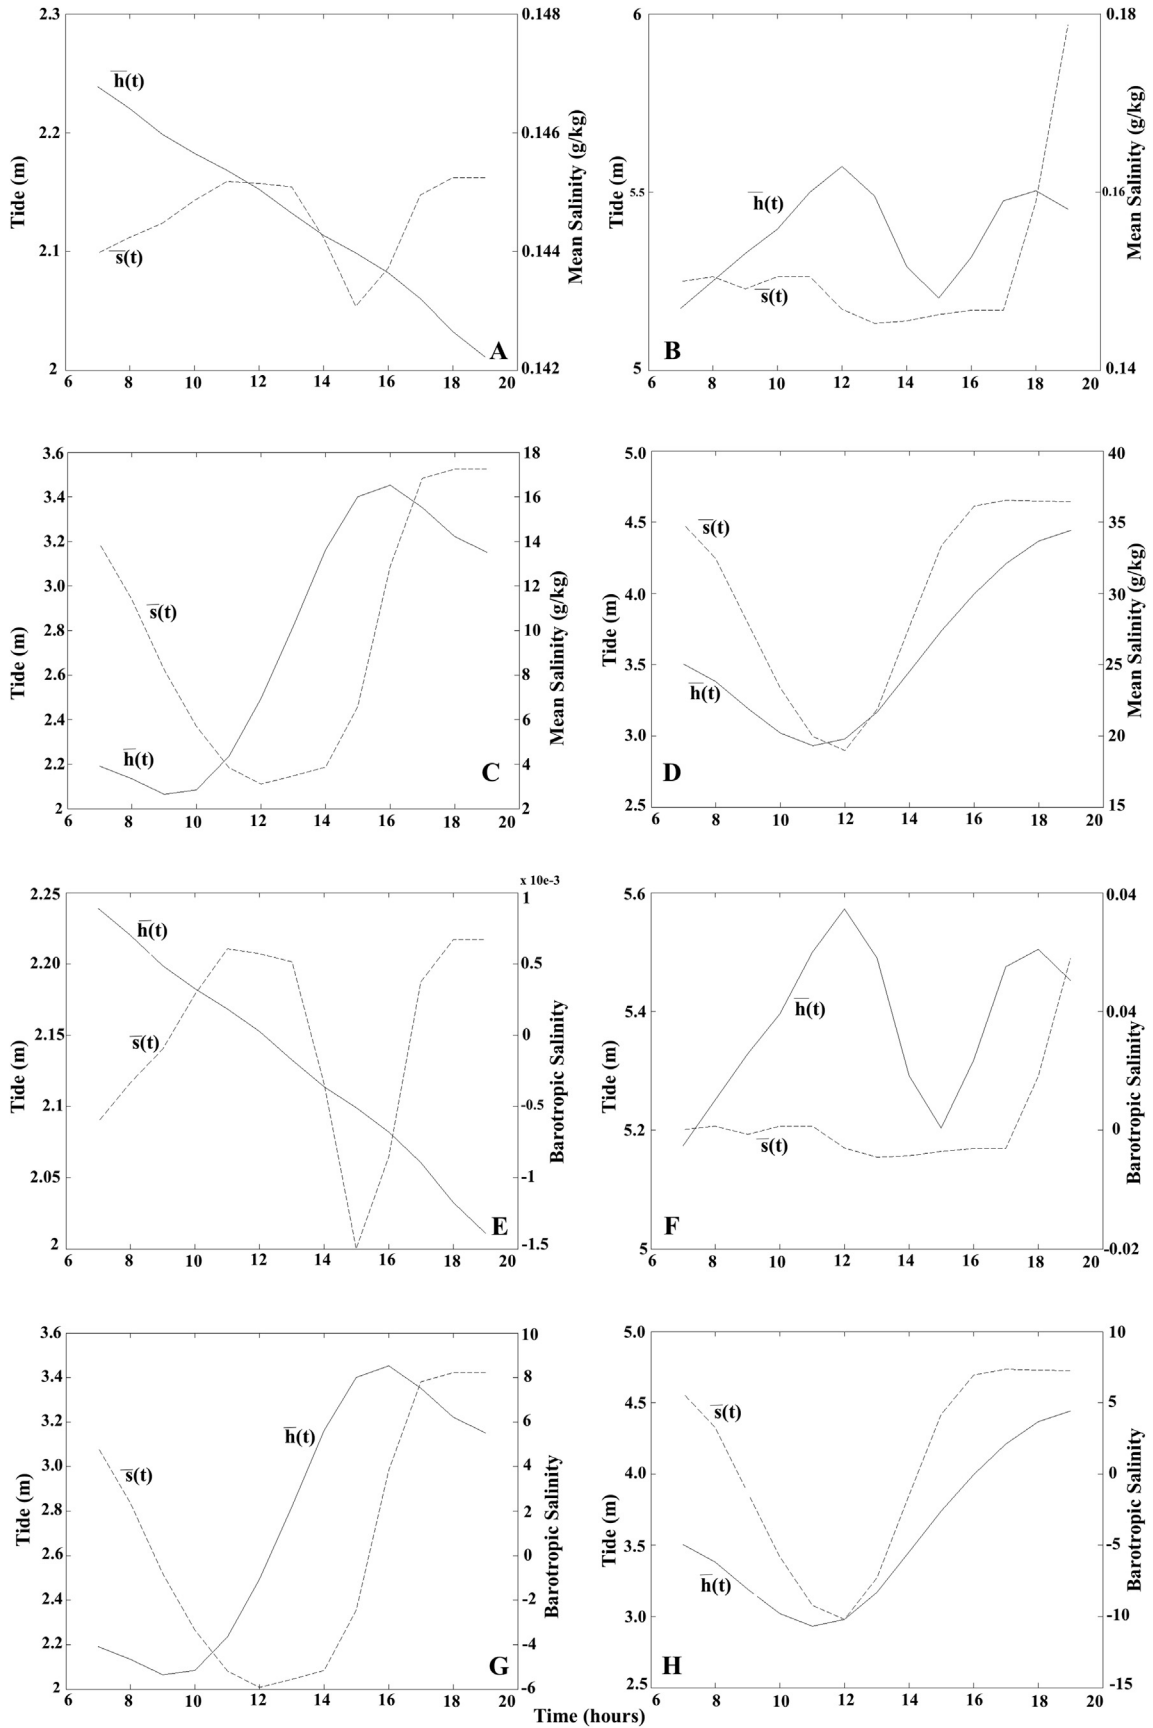 2.3
2.2
2.1
2
Tide (m)
h(t)
s(t)
A
0.148
0.146
0.144
0.142
Mean Salinity (g/kg)
6 8 10 12 14 16 18 20
6
5.5
5
Tide (m)
h(t)
s(t)
B
0.18
0.16
0.14
Mean Salinity (g/kg)
6 8 10 12 14 16 18 20
3.6
3.4
3.2
3.0
2.8
2.6
2.4
2.2
2
Tide (m)
s(t)
h(t)
C
18
16
14
12
10
8
6
4
2
Mean Salinity (g/kg)
6 8 10 12 14 16 18 20
5.0
4.5
4.0
3.5
3.0
2.5
Tide (m)
s(t)
h(t)
D
40
35
30
25
20
15
Mean Salinity (g/kg)
6 8 10 12 14 16 18 20
2.25
2.20
2.15
2.1
2.05
2
Tide (m)
h(t)
s(t)
E
x 10e-3
1
0.5
0
-0.5
-1
-1.5
Barotropic Salinity
6 8 10 12 14 16 18 20
5.6
5.4
5.2
5
Tide (m)
h(t)
s(t)
F
0.04
0.04
0
-0.02
Barotropic Salinity
6 8 10 12 14 16 18 20
3.6
3.4
3.2
3.0
2.8
2.6
2.4
2.2
2
Tide (m)
h(t)
s(t)
G
10
8
6
4
2
0
-2
-4
-6
Barotropic Salinity
6 8 10 12 14 16 18 20
5.0
4.5
4.0
3.5
3.0
2.5
Tide (m)
s(t)
h(t)
H
10
5
0
-5
-10
-15
Barotropic Salinity
6 8 10 12 14 16 18 20
Time (hours)